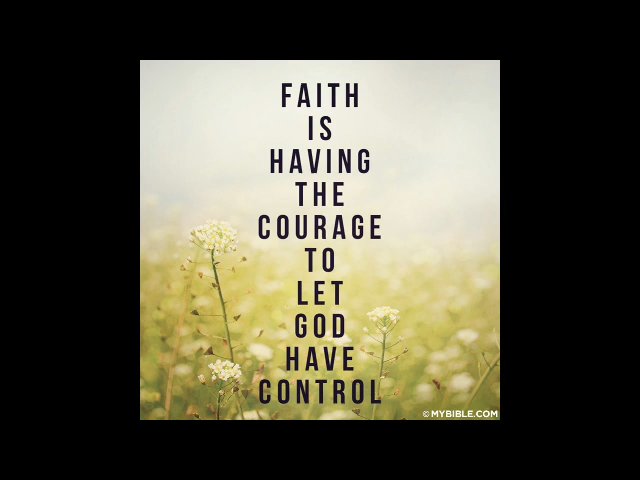 FAITH
IS
HAVING
THE
COURAGE
TO
LET
GOD
HAVE
CONTROL
© MYBIBLE.COM